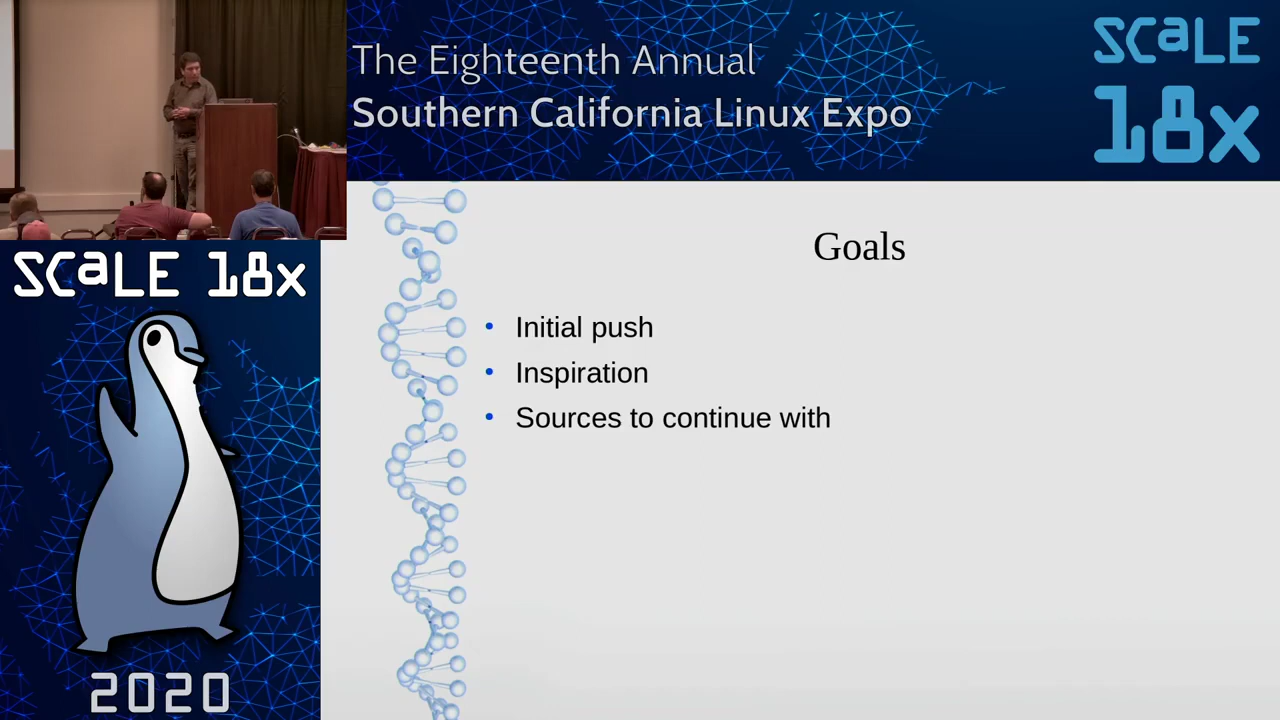 The Eighteenth Annual
Southern California Linux Expo
SCaLE
18x
SCaLE 18x
2020
Goals
• Initial push
• Inspiration
• Sources to continue with